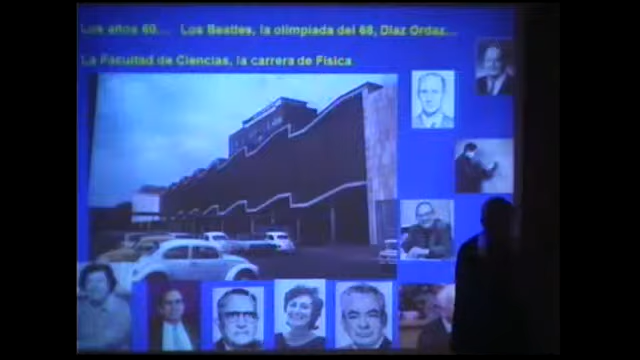 Los años 60... Los Beatles, la olimpiada del 68, Díaz Ordaz...
La Facultad de Ciencias, la carrera de Física